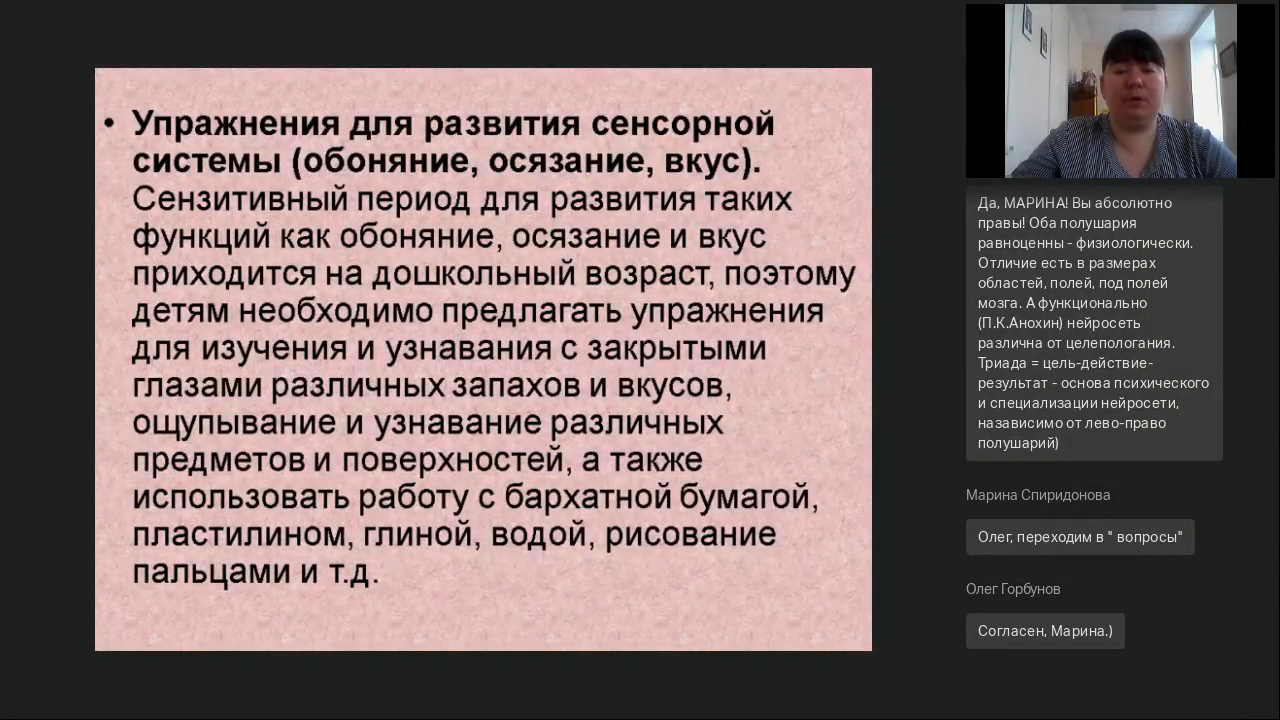 • Упражнения для развития сенсорной
системы (обоняние, осязание, вкус).
Сензитивный период для развития таких
функций как обоняние, осязание и вкус
приходится на дошкольный возраст, поэтому
детям необходимо предлагать упражнения
для изучения и узнавания с закрытыми
глазами различных запахов и вкусов,
ощупывание и узнавание различных
предметов и поверхностей, а также
использовать работу с бархатной бумагой,
пластилином, глиной, водой, рисование
пальцами и т.д.
Да, МАРИНА! Вы абсолютно
правы! Оба полушария
равноценны - физиологически.
Отличие есть в размерах
областей, полей, под полей
мозга. А функционально
(П.К.Анохин) нейросеть
различна от целепологания.
Триада = цель-действие-
результат - основа психического
и специализации нейросети,
назависимо от лево-право
полушарий)
Марина Спиридонова
Олег, переходим в " вопросы"
Олег Горбунов
Согласен, Марина.)